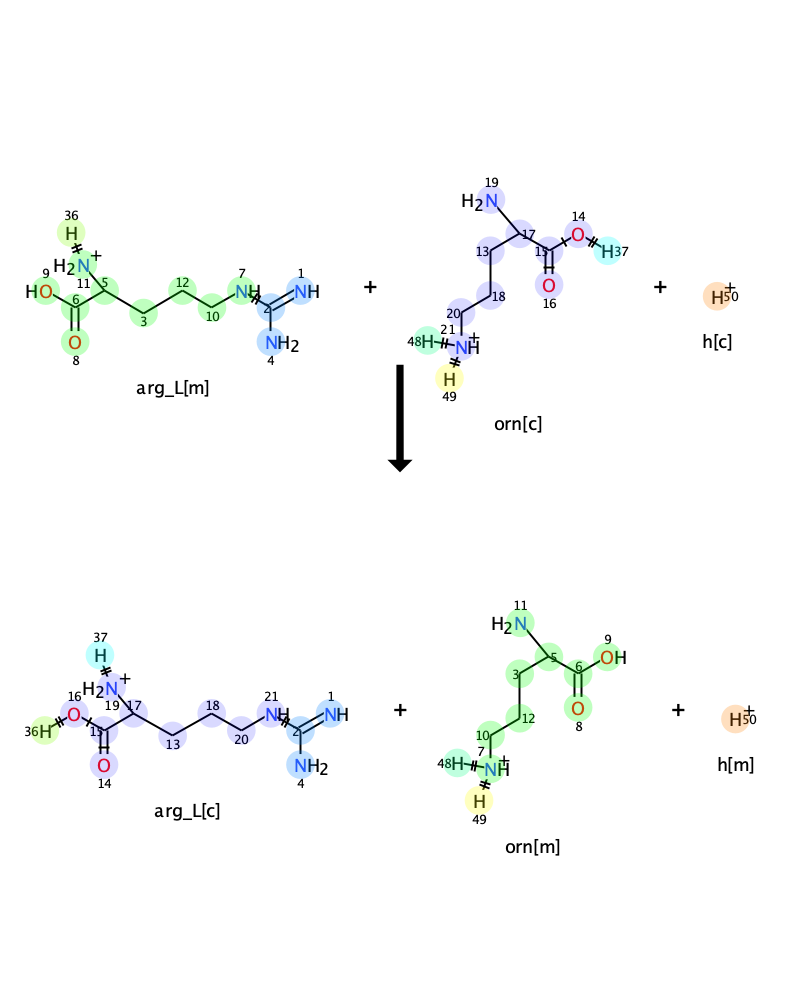 19
H₂N
36
H
14
17
15
O
H37
9
H₂N+
11
5
12
7
1
13
HO
6
NH
2
NH
+
18
16
+
H+50
3
10
20
O
8
NH₂
4
21
48H
NH+
H
49
h[c]
arg_L[m]
orn[c]
11
H₂N
37
H
9
5
6
OH
16
H₂N+
19
17
18
21
1
3
O
8
36H
O
15
NH
2
NH
+
12
+
H+50
13
20
10
O
14
NH₂
4
7
48H
NH+
H
49
h[m]
arg_L[c]
orn[m]